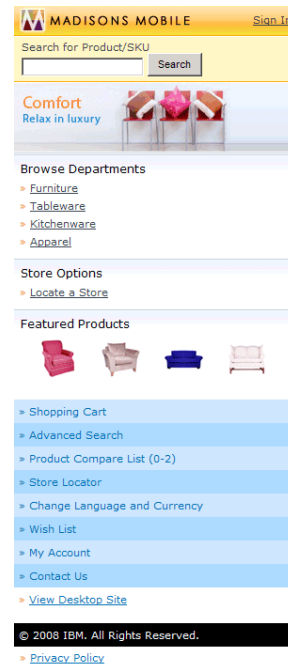 MADISONS MOBILE
Sign In
Search for Product/SKU
Search
Comfort
Relax in luxury
Browse Departments
» Furniture
» Tableware
» Kitchenware
» Apparel
Store Options
» Locate a Store
Featured Products
» Shopping Cart
» Advanced Search
» Product Compare List (0-2)
» Store Locator
» Change Language and Currency
» Wish List
» My Account
» Contact Us
» View Desktop Site
© 2008 IBM. All Rights Reserved.
» Privacy Policy